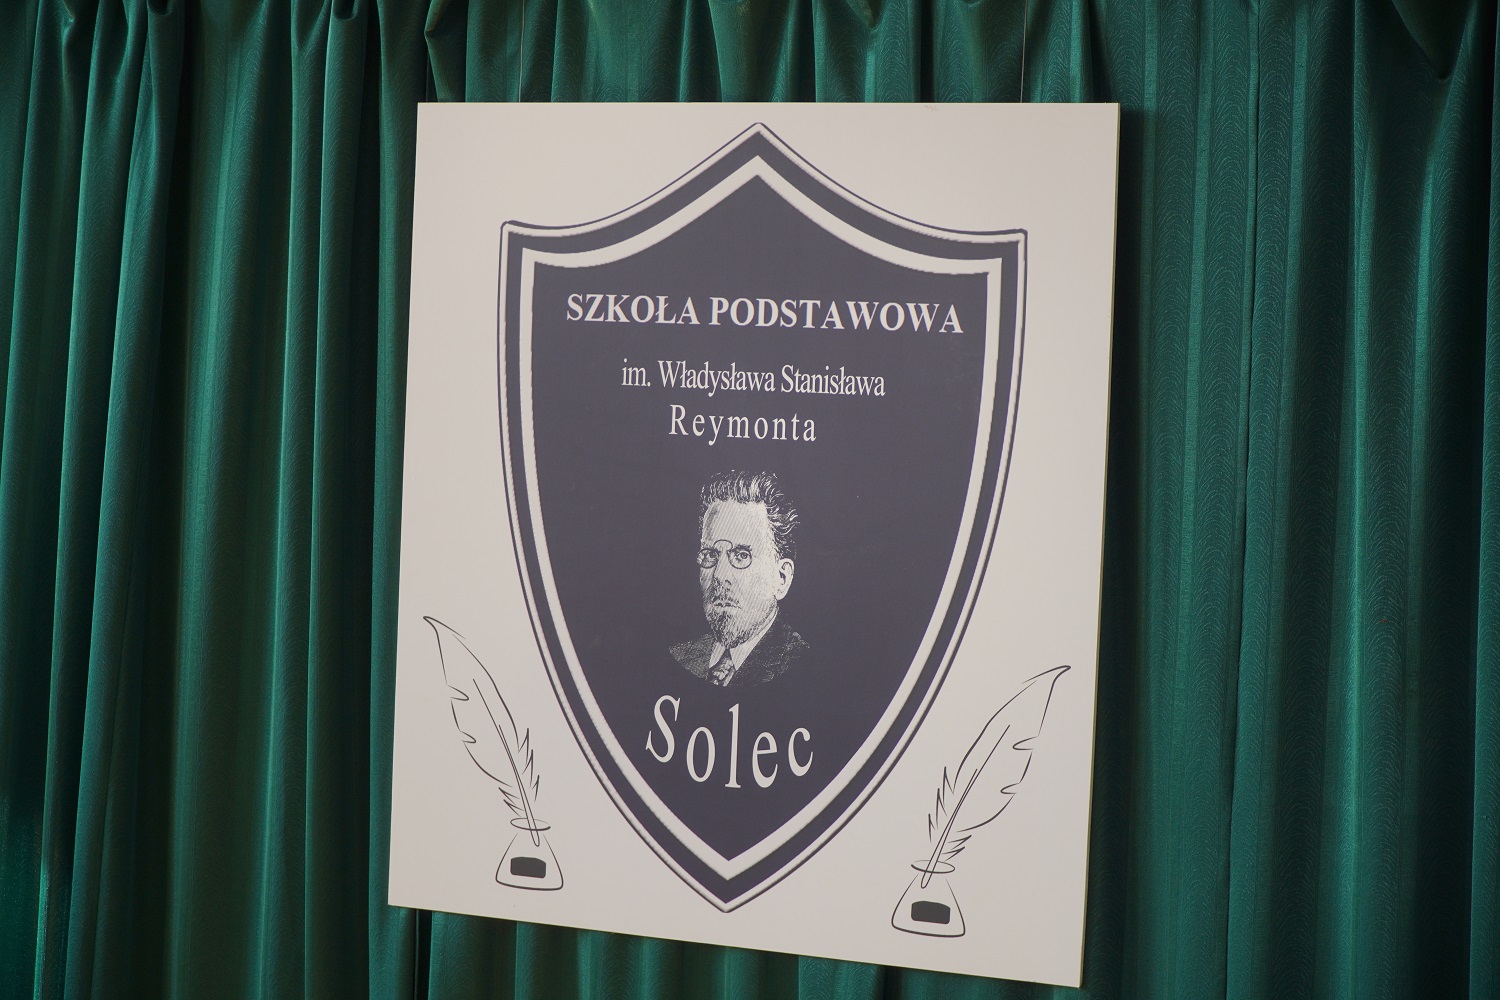 SZKOŁA PODSTAWOWA
im. Władysława Stanisława
Reymonta
Solec